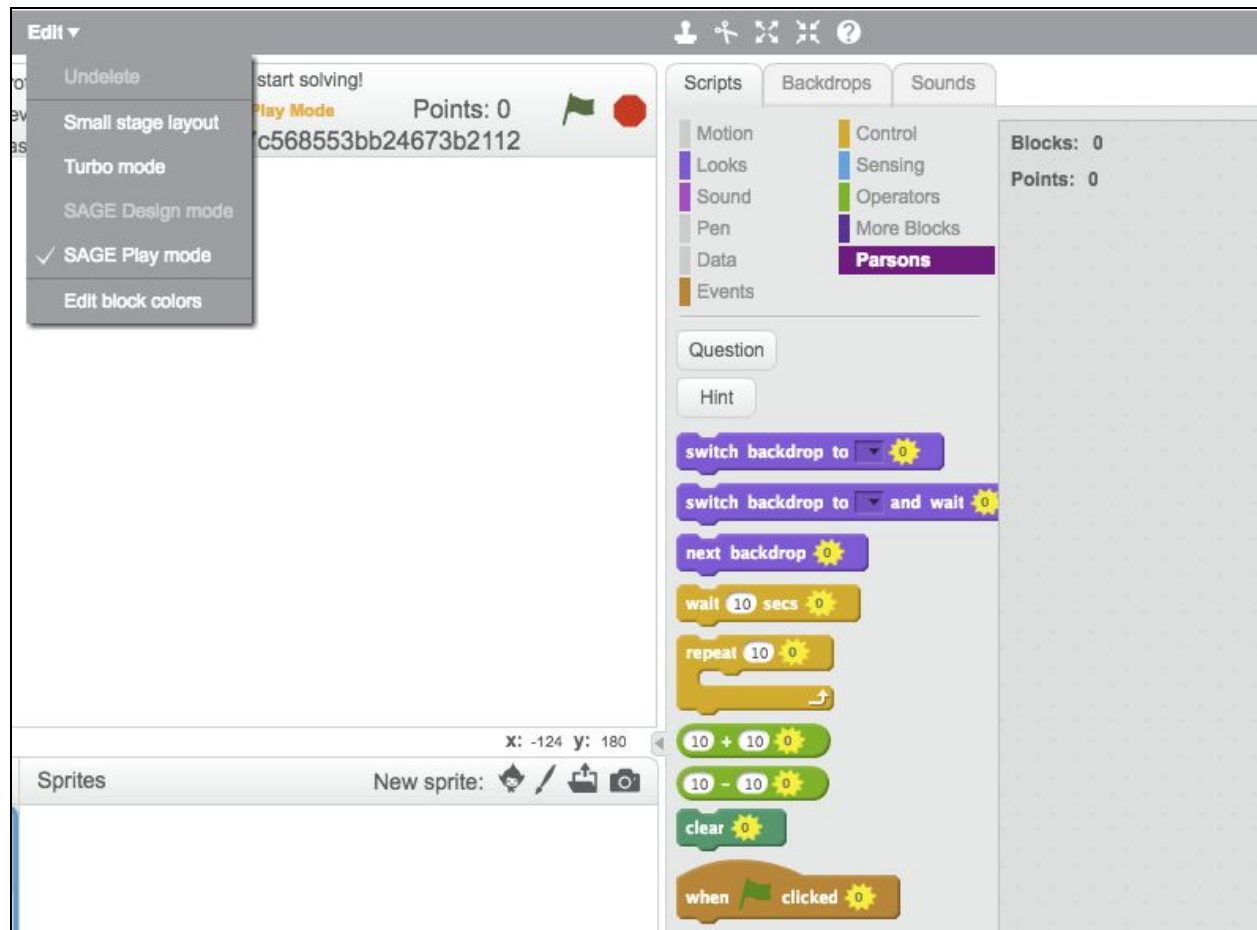 Edit
Undelete
Small stage layout
Turbo mode
SAGE Design mode
SAGE Play mode
Edit block colors
start solving!
Play Mode
Points: 0
7c568553bb24673b2112
x: -124 y: 180
Sprites
New sprite:
Scripts
Backdrops
Sounds
Motion
Looks
Sound
Pen
Data
Events
Control
Sensing
Operators
More Blocks
Parsons
Question
Hint
switch backdrop to 0
switch backdrop to and wait 0
next backdrop 0
wait 10 secs 0
repeat 10 0
10 + 10 0
10 - 10 0
clear 0
when clicked 0
Blocks: 0
Points: 0